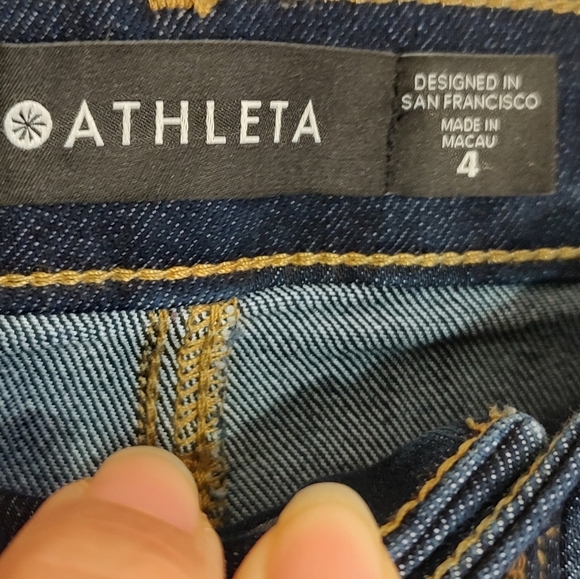 ATHLETA
DESIGNED IN
SAN FRANCISCO
MADE IN
MACAU
4